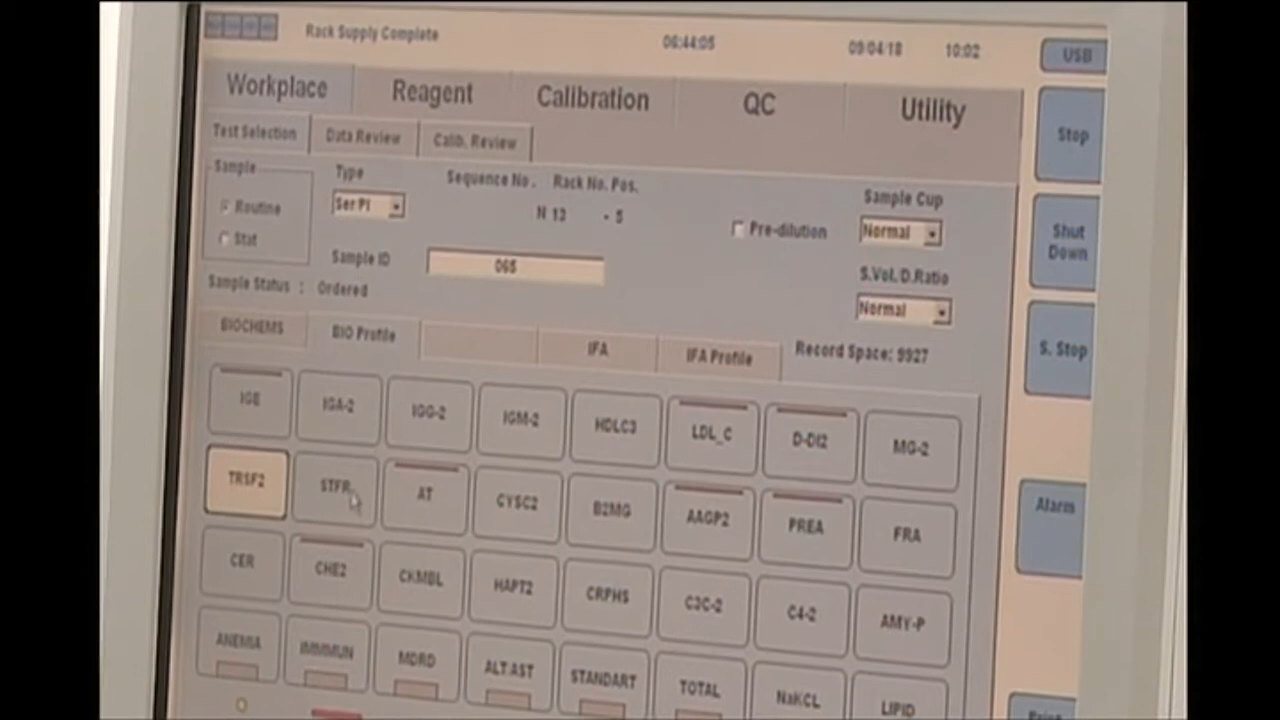 Rack Supply Complete 06:44:05 09/04/18 10:02 USB
Workplace Reagent Calibration QC Utility
Stop
Test Selection Data Review Calib. Review
Sample Type Sequence No. Rack No. Pos. Sample Cup
Routine Ser/Pl N 13 - 5 Pre-dilution Normal
Shut Down
Stat
Sample ID 065 S.Vol.D.Ratio
Sample Status : Ordered Normal
BIOCHEMS BIO Profile IFA IFA Profile Record Space: 9927
S. Stop
IGE IGA-2 IGG-2 IGM-2 HDLC3 LDL_C D-DI2 MG-2
TRSF2 STFR AT CYSC2 B2MG AAGP2 PREA FRA
Alarm
CER CHE2 CKMBL HAPT2 CRPHS C3C-2 C4-2 AMY-P
ANEMIA IMMMUN MDRD ALT:AST STANDART TOTAL NaKCL LIPID